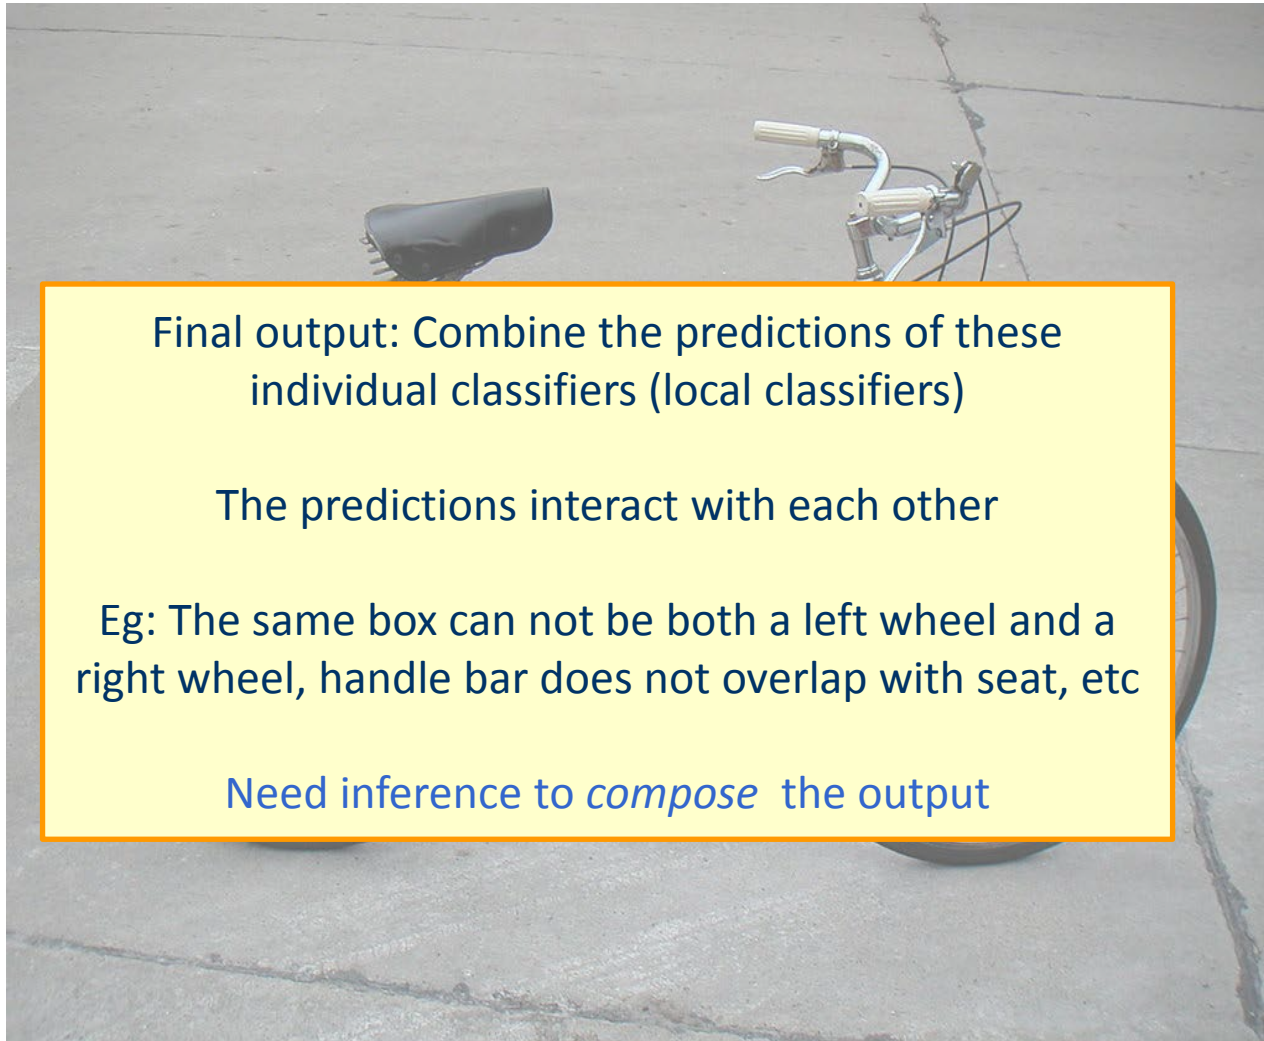 Final output: Combine the predictions of these
individual classifiers (local classifiers)
The predictions interact with each other
Eg: The same box can not be both a left wheel and a
right wheel, handle bar does not overlap with seat, etc
Need inference to compose the output